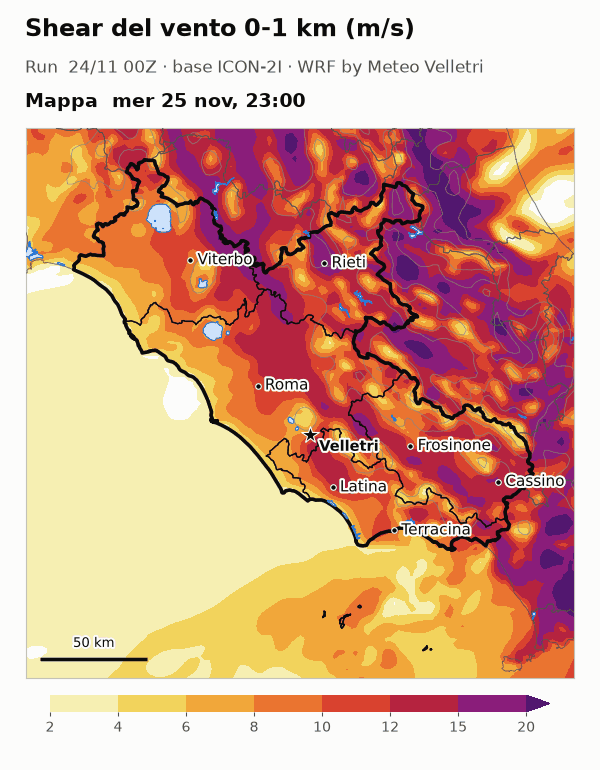 Shear del vento 0-1 km (m/s)
Run  24/11 00Z · base ICON-2I · WRF by Meteo Velletri
Mappa  mer 25 nov, 23:00
Viterbo
Rieti
Roma
Velletri
Frosinone
Latina
Cassino
Terracina
50 km
2 4 6 8 10 12 15 20